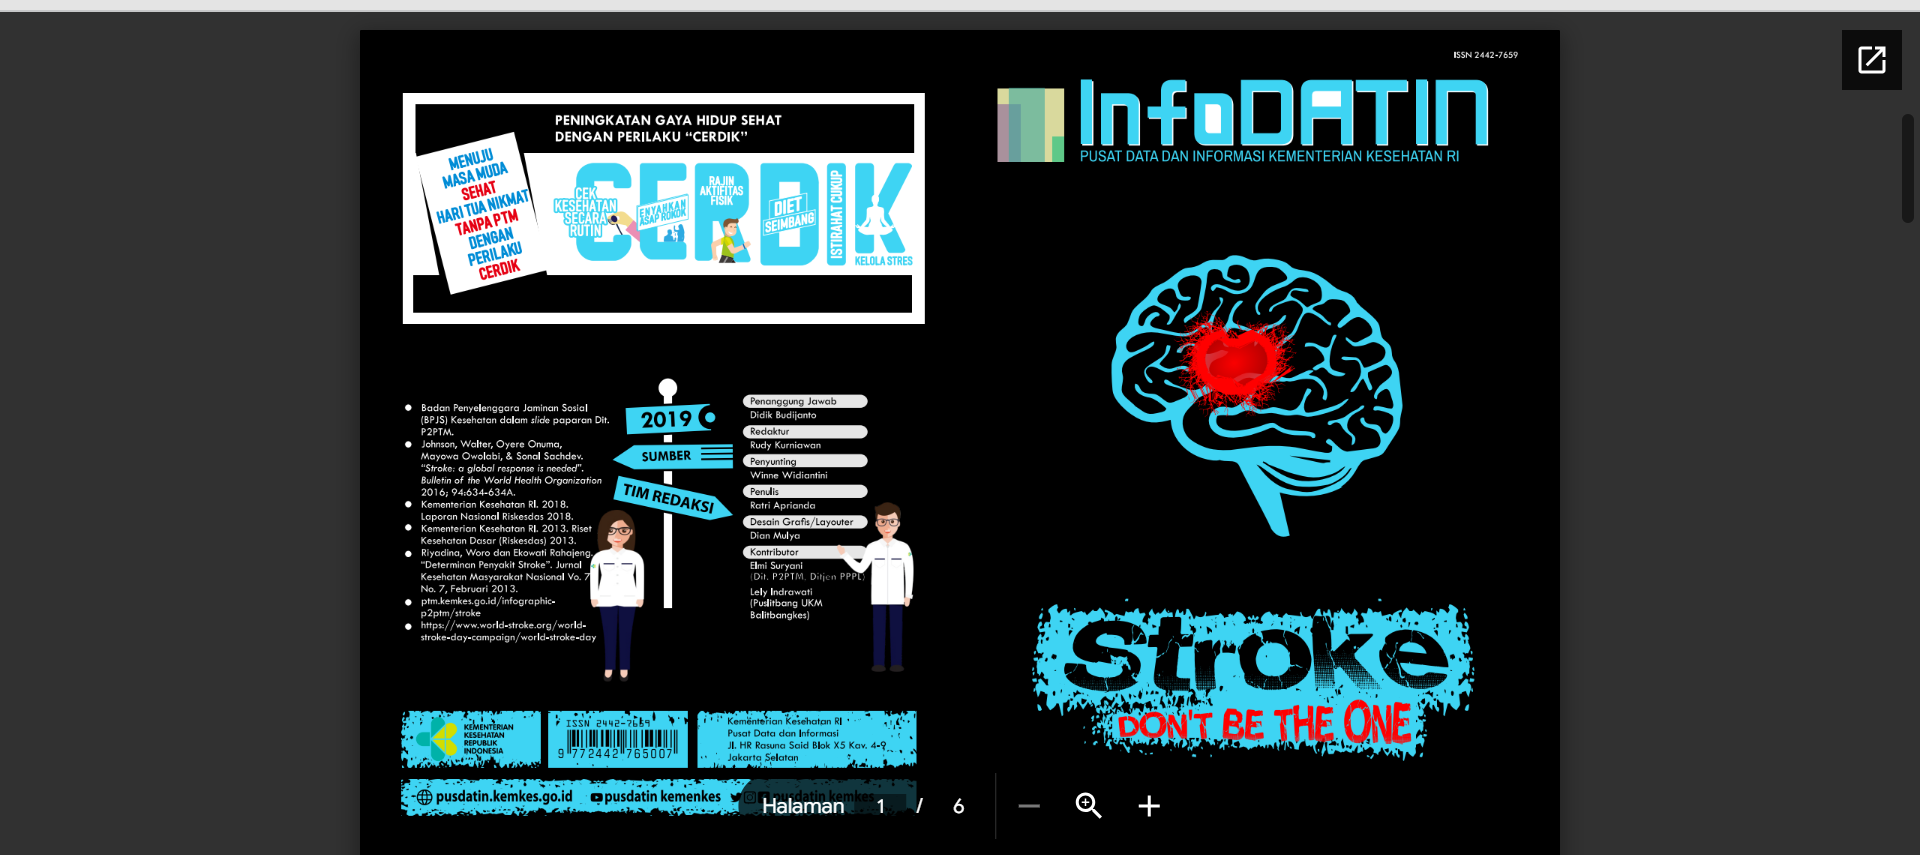 ISSN 2442-7659
PENINGKATAN GAYA HIDUP SEHAT
DENGAN PERILAKU “CERDIK”
MENUJU
MASA MUDA
SEHAT
HARI TUA NIKMAT
TANPA PTM
DENGAN
PERILAKU
CERDIK
CERDIK
CEK
KESEHATAN
SECARA
RUTIN
ENYAHKAN
ASAP ROKOK
RAJIN
AKTIFITAS
FISIK
DIET
SEIMBANG
ISTIRAHAT CUKUP
KELOLA STRES
Badan Penyelenggara Jaminan Sosial
(BPJS) Kesehatan dalam slide paparan Dit.
P2PTM.
Johnson, Walter, Oyere Onuma,
Mayowa Owolabi, & Sonal Sachdev.
“Stroke: a global response is needed”.
Bulletin of the World Health Organization
2016; 94:634-634A.
Kementerian Kesehatan RI. 2018.
Laporan Nasional Riskesdas 2018.
Kementerian Kesehatan RI. 2013. Riset
Kesehatan Dasar (Riskesdas) 2013.
Riyadina, Woro dan Ekowati Rahajeng.
“Determinan Penyakit Stroke”. Jurnal
Kesehatan Masyarakat Nasional Vo. 7
No. 7, Februari 2013.
ptm.kemkes.go.id/infographic-
p2ptm/stroke
https://www.world-stroke.org/world-
stroke-day-campaign/world-stroke-day
2019
SUMBER
TIM REDAKSI
Penanggung Jawab
Didik Budijanto
Redaktur
Rudy Kurniawan
Penyunting
Winne Widiantini
Penulis
Ratri Aprianda
Desain Grafis/Layouter
Dian Mulya
Kontributor
Elmi Suryani
(Dit. P2PTM, Ditjen PPPL)
Lely Indrawati
(Puslitbang UKM
Balitbangkes)
KEMENTERIAN
KESEHATAN
REPUBLIK
INDONESIA
ISSN 2442-7659
9 772442 765007
Kementerian Kesehatan RI
Pusat Data dan Informasi
Jl. HR Rasuna Said Blok X5 Kav. 4-9
Jakarta Selatan
pusdatin.kemkes.go.id pusdatin kemenkes pusdatin kemkes
InfoDATIN
PUSAT DATA DAN INFORMASI KEMENTERIAN KESEHATAN RI
Stroke
DON'T BE THE ONE
Halaman 1 / 6